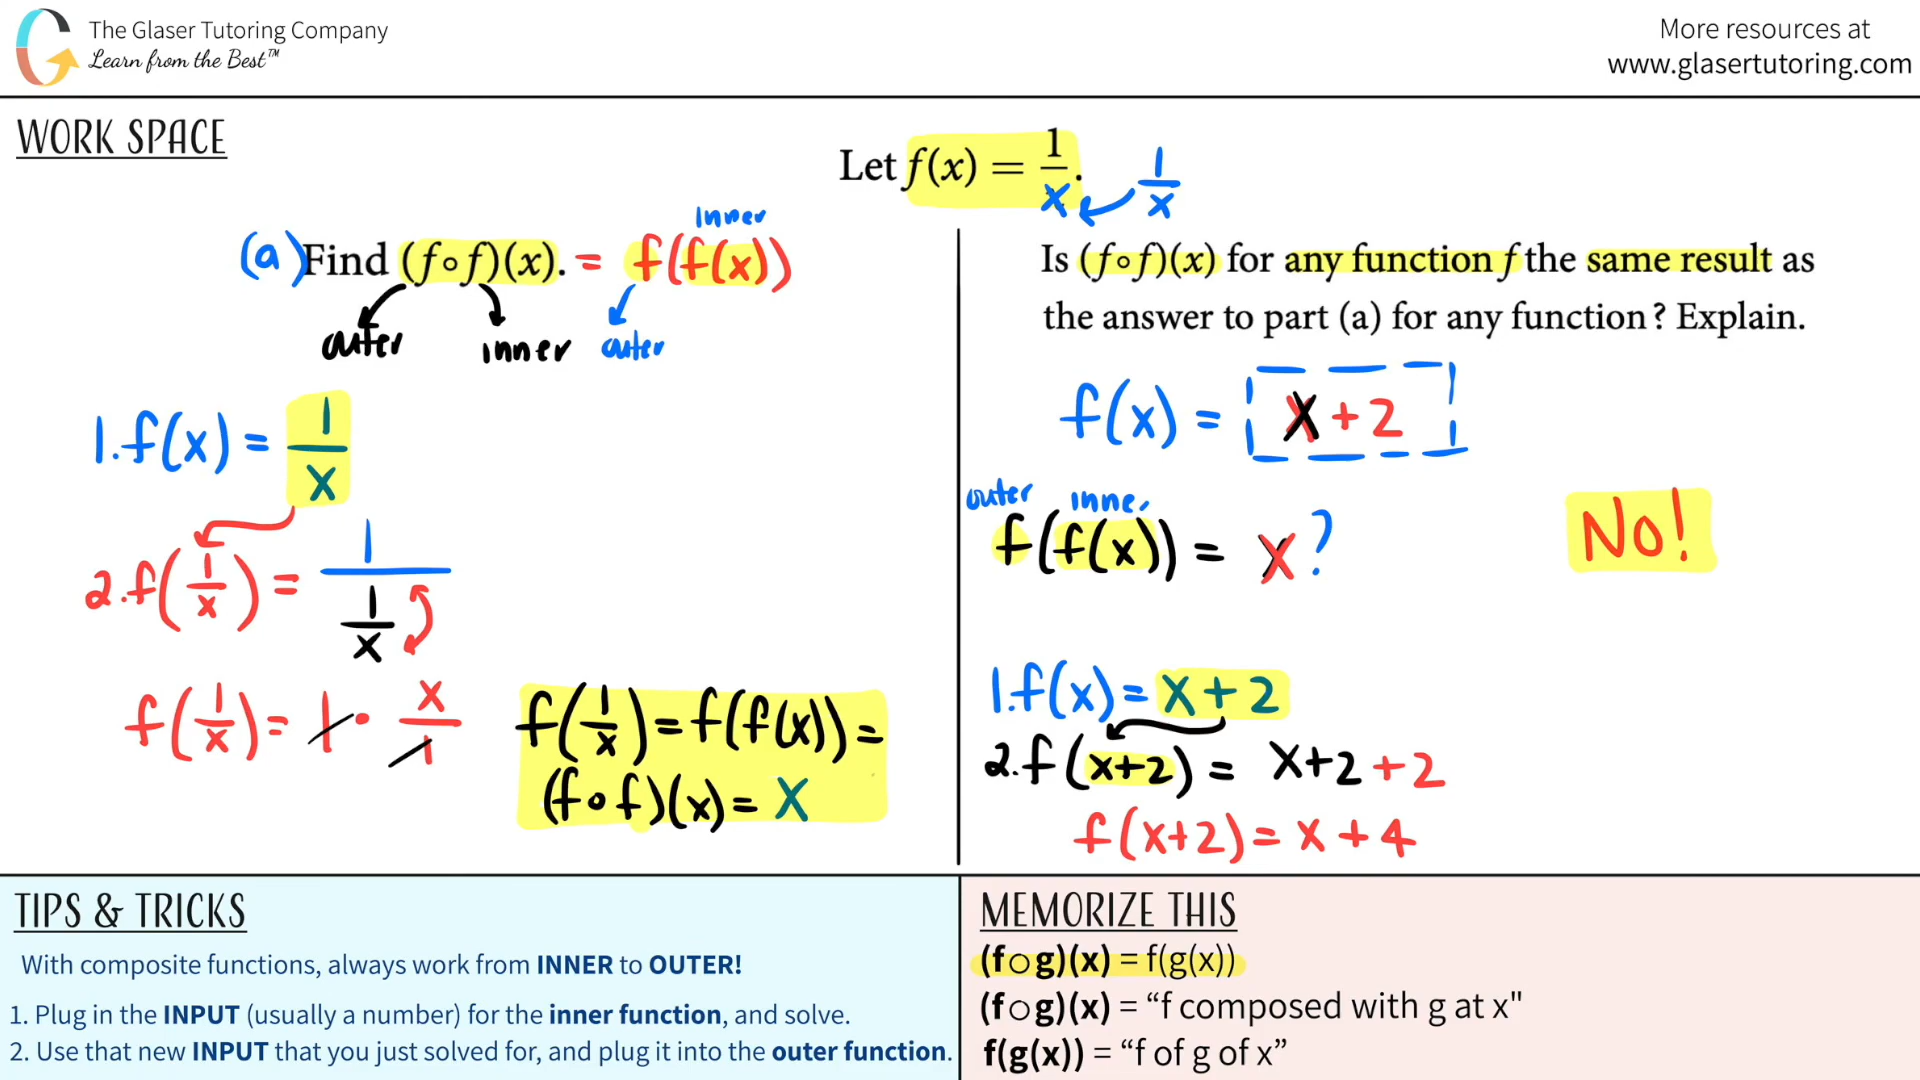 The Glaser Tutoring Company
Learn from the Best™
More resources at
www.glasertutoring.com
WORK SPACE
Let f(x) = 1/x. 1/x
inner
(a) Find (f∘f)(x). = f(f(x))
outer inner outer
1. f(x) = 1/x
2. f(1/x) = 1/(1/x)
f(1/x) = 1 · x/1
f(1/x) = f(f(x)) =
(f∘f)(x) = x
Is (f∘f)(x) for any function f the same result as
the answer to part (a) for any function? Explain.
f(x) = x + 2
outer inner
f(f(x)) = x ?
No!
1. f(x) = x + 2
2. f(x+2) = x+2 +2
f(x+2) = x + 4
TIPS & TRICKS
With composite functions, always work from INNER to OUTER!
1. Plug in the INPUT (usually a number) for the inner function, and solve.
2. Use that new INPUT that you just solved for, and plug it into the outer function.
MEMORIZE THIS
(f○g)(x) = f(g(x))
(f○g)(x) = “f composed with g at x"
f(g(x)) = “f of g of x”